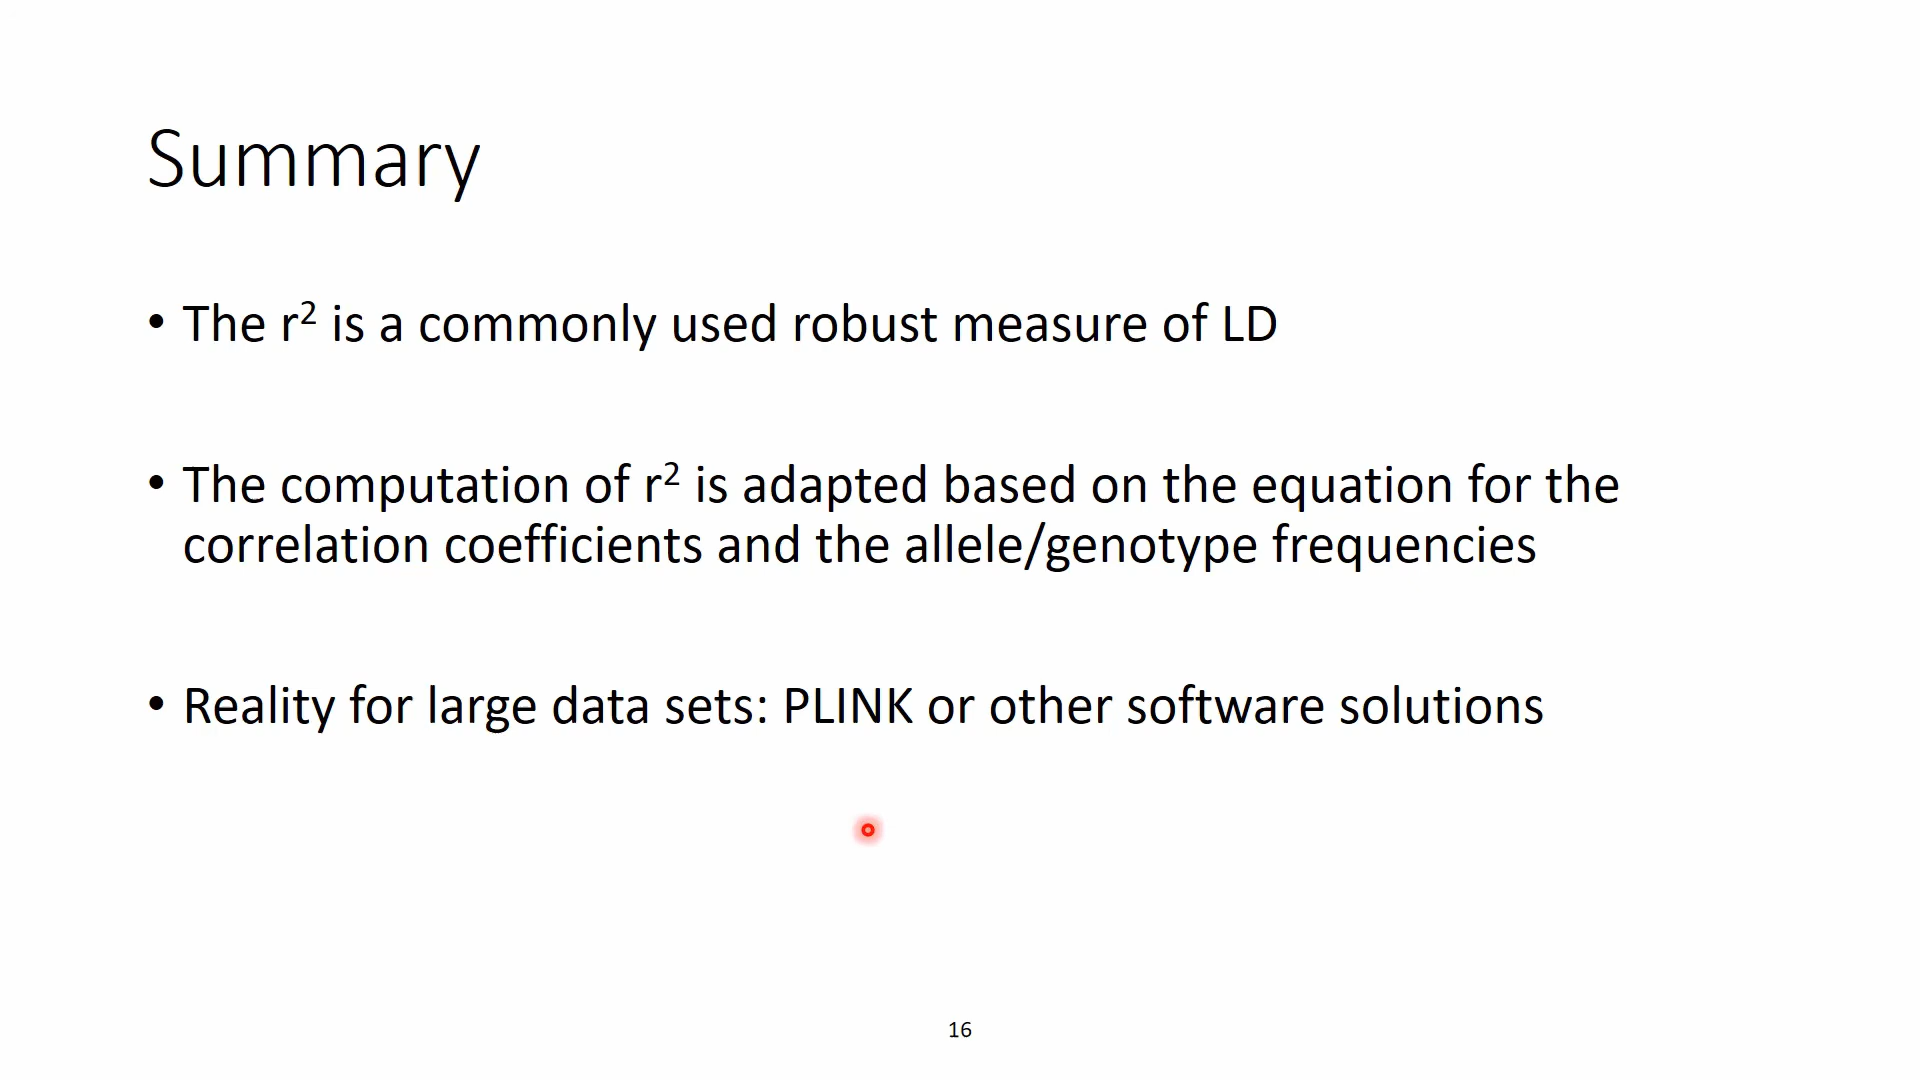 Summary
• The r² is a commonly used robust measure of LD
• The computation of r² is adapted based on the equation for the
correlation coefficients and the allele/genotype frequencies
• Reality for large data sets: PLINK or other software solutions
16